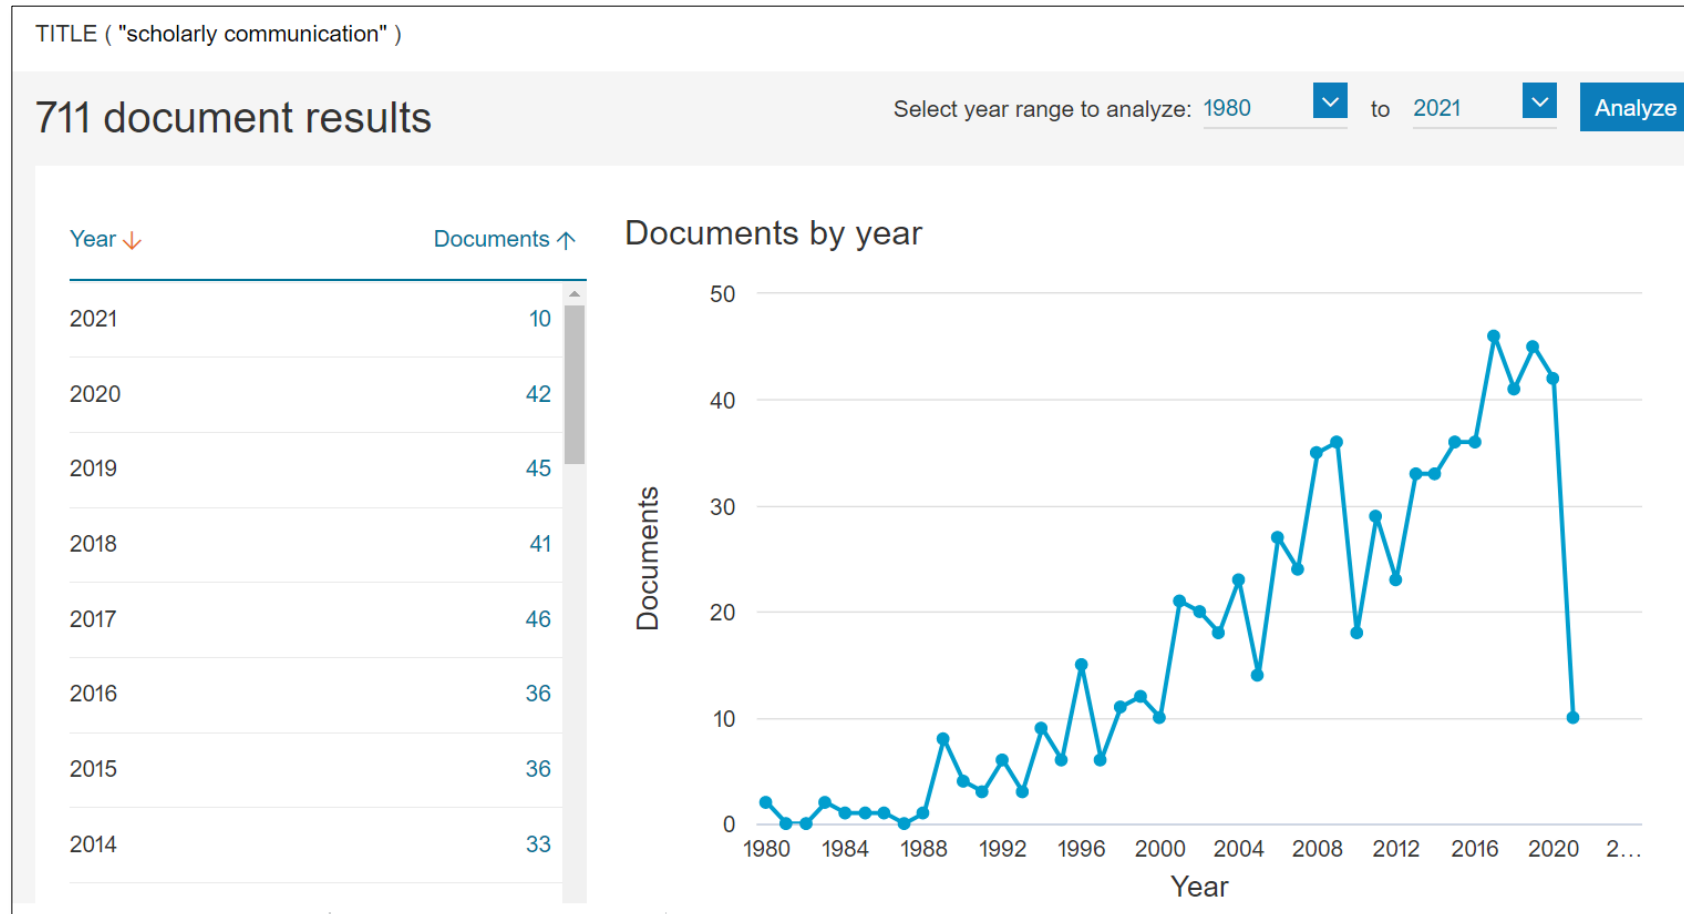 TITLE ( "scholarly communication" )
711 document results
Select year range to analyze: 1980 to 2021 Analyze
Year Documents
2021 10
2020 42
2019 45
2018 41
2017 46
2016 36
2015 36
2014 33
Documents by year
50
40
30
20
10
0
Documents
1980 1984 1988 1992 1996 2000 2004 2008 2012 2016 2020 2...
Year